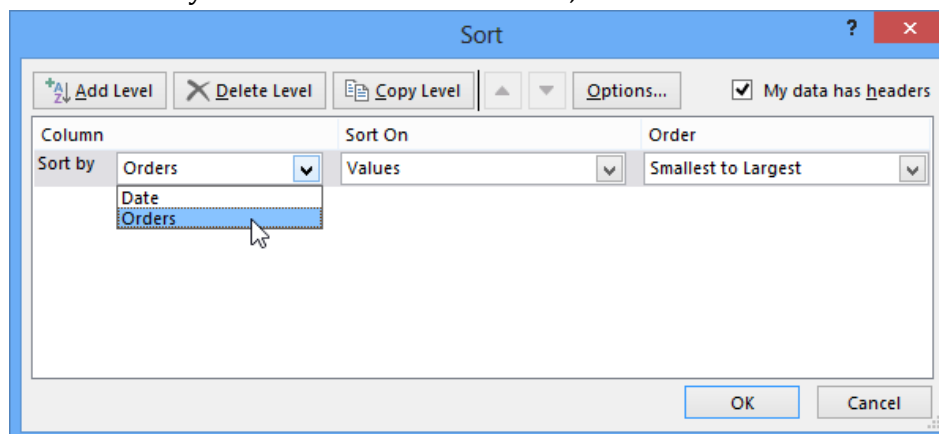 Sort
?
Add Level Delete Level Copy Level Options... My data has headers
Column Sort On Order
Sort by Orders Values Smallest to Largest
Date
Orders
OK Cancel